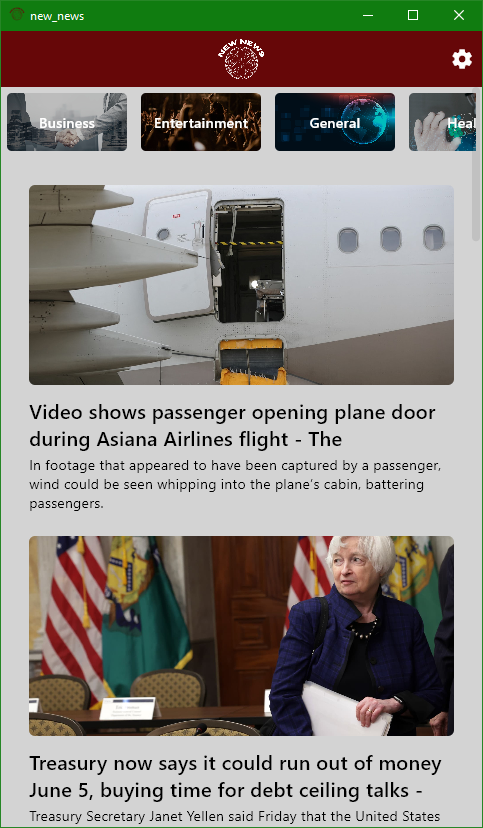 new_news
NEW NEWS
Business
Entertainment
General
Heal
Video shows passenger opening plane door
during Asiana Airlines flight - The
In footage that appeared to have been captured by a passenger,
wind could be seen whipping into the plane’s cabin, battering
passengers.
Treasury now says it could run out of money
June 5, buying time for debt ceiling talks -
Treasury Secretary Janet Yellen said Friday that the United States